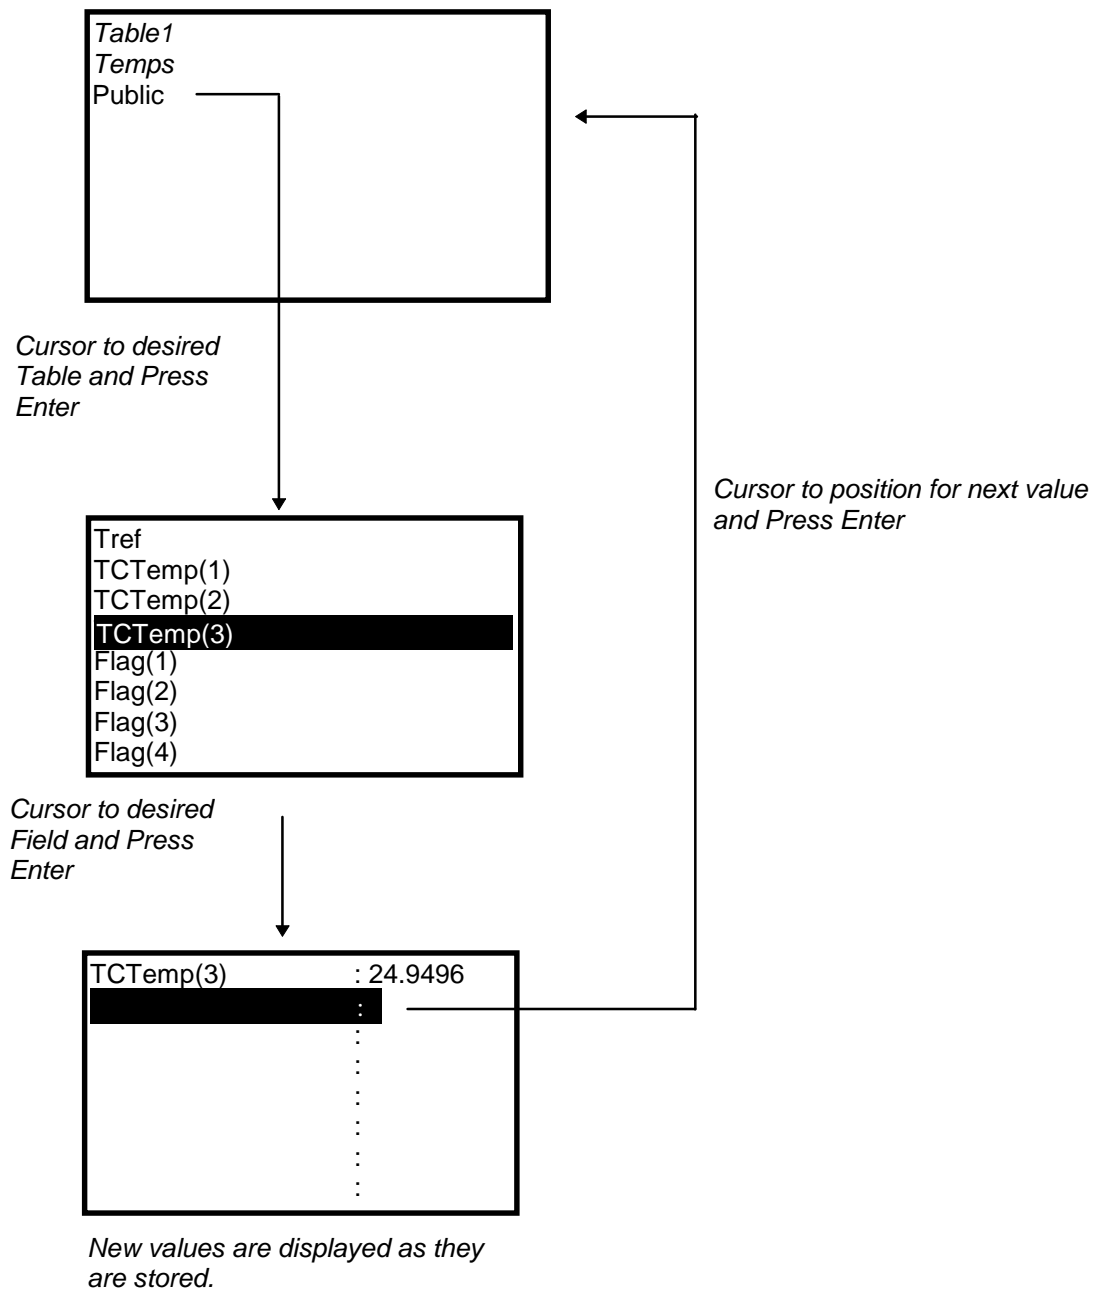 Table1
Temps
Public
Cursor to desired
Table and Press
Enter
Cursor to position for next value
and Press Enter
Tref
TCTemp(1)
TCTemp(2)
TCTemp(3)
Flag(1)
Flag(2)
Flag(3)
Flag(4)
Cursor to desired
Field and Press
Enter
TCTemp(3) : 24.9496
:
:
:
:
:
:
:
New values are displayed as they
are stored.